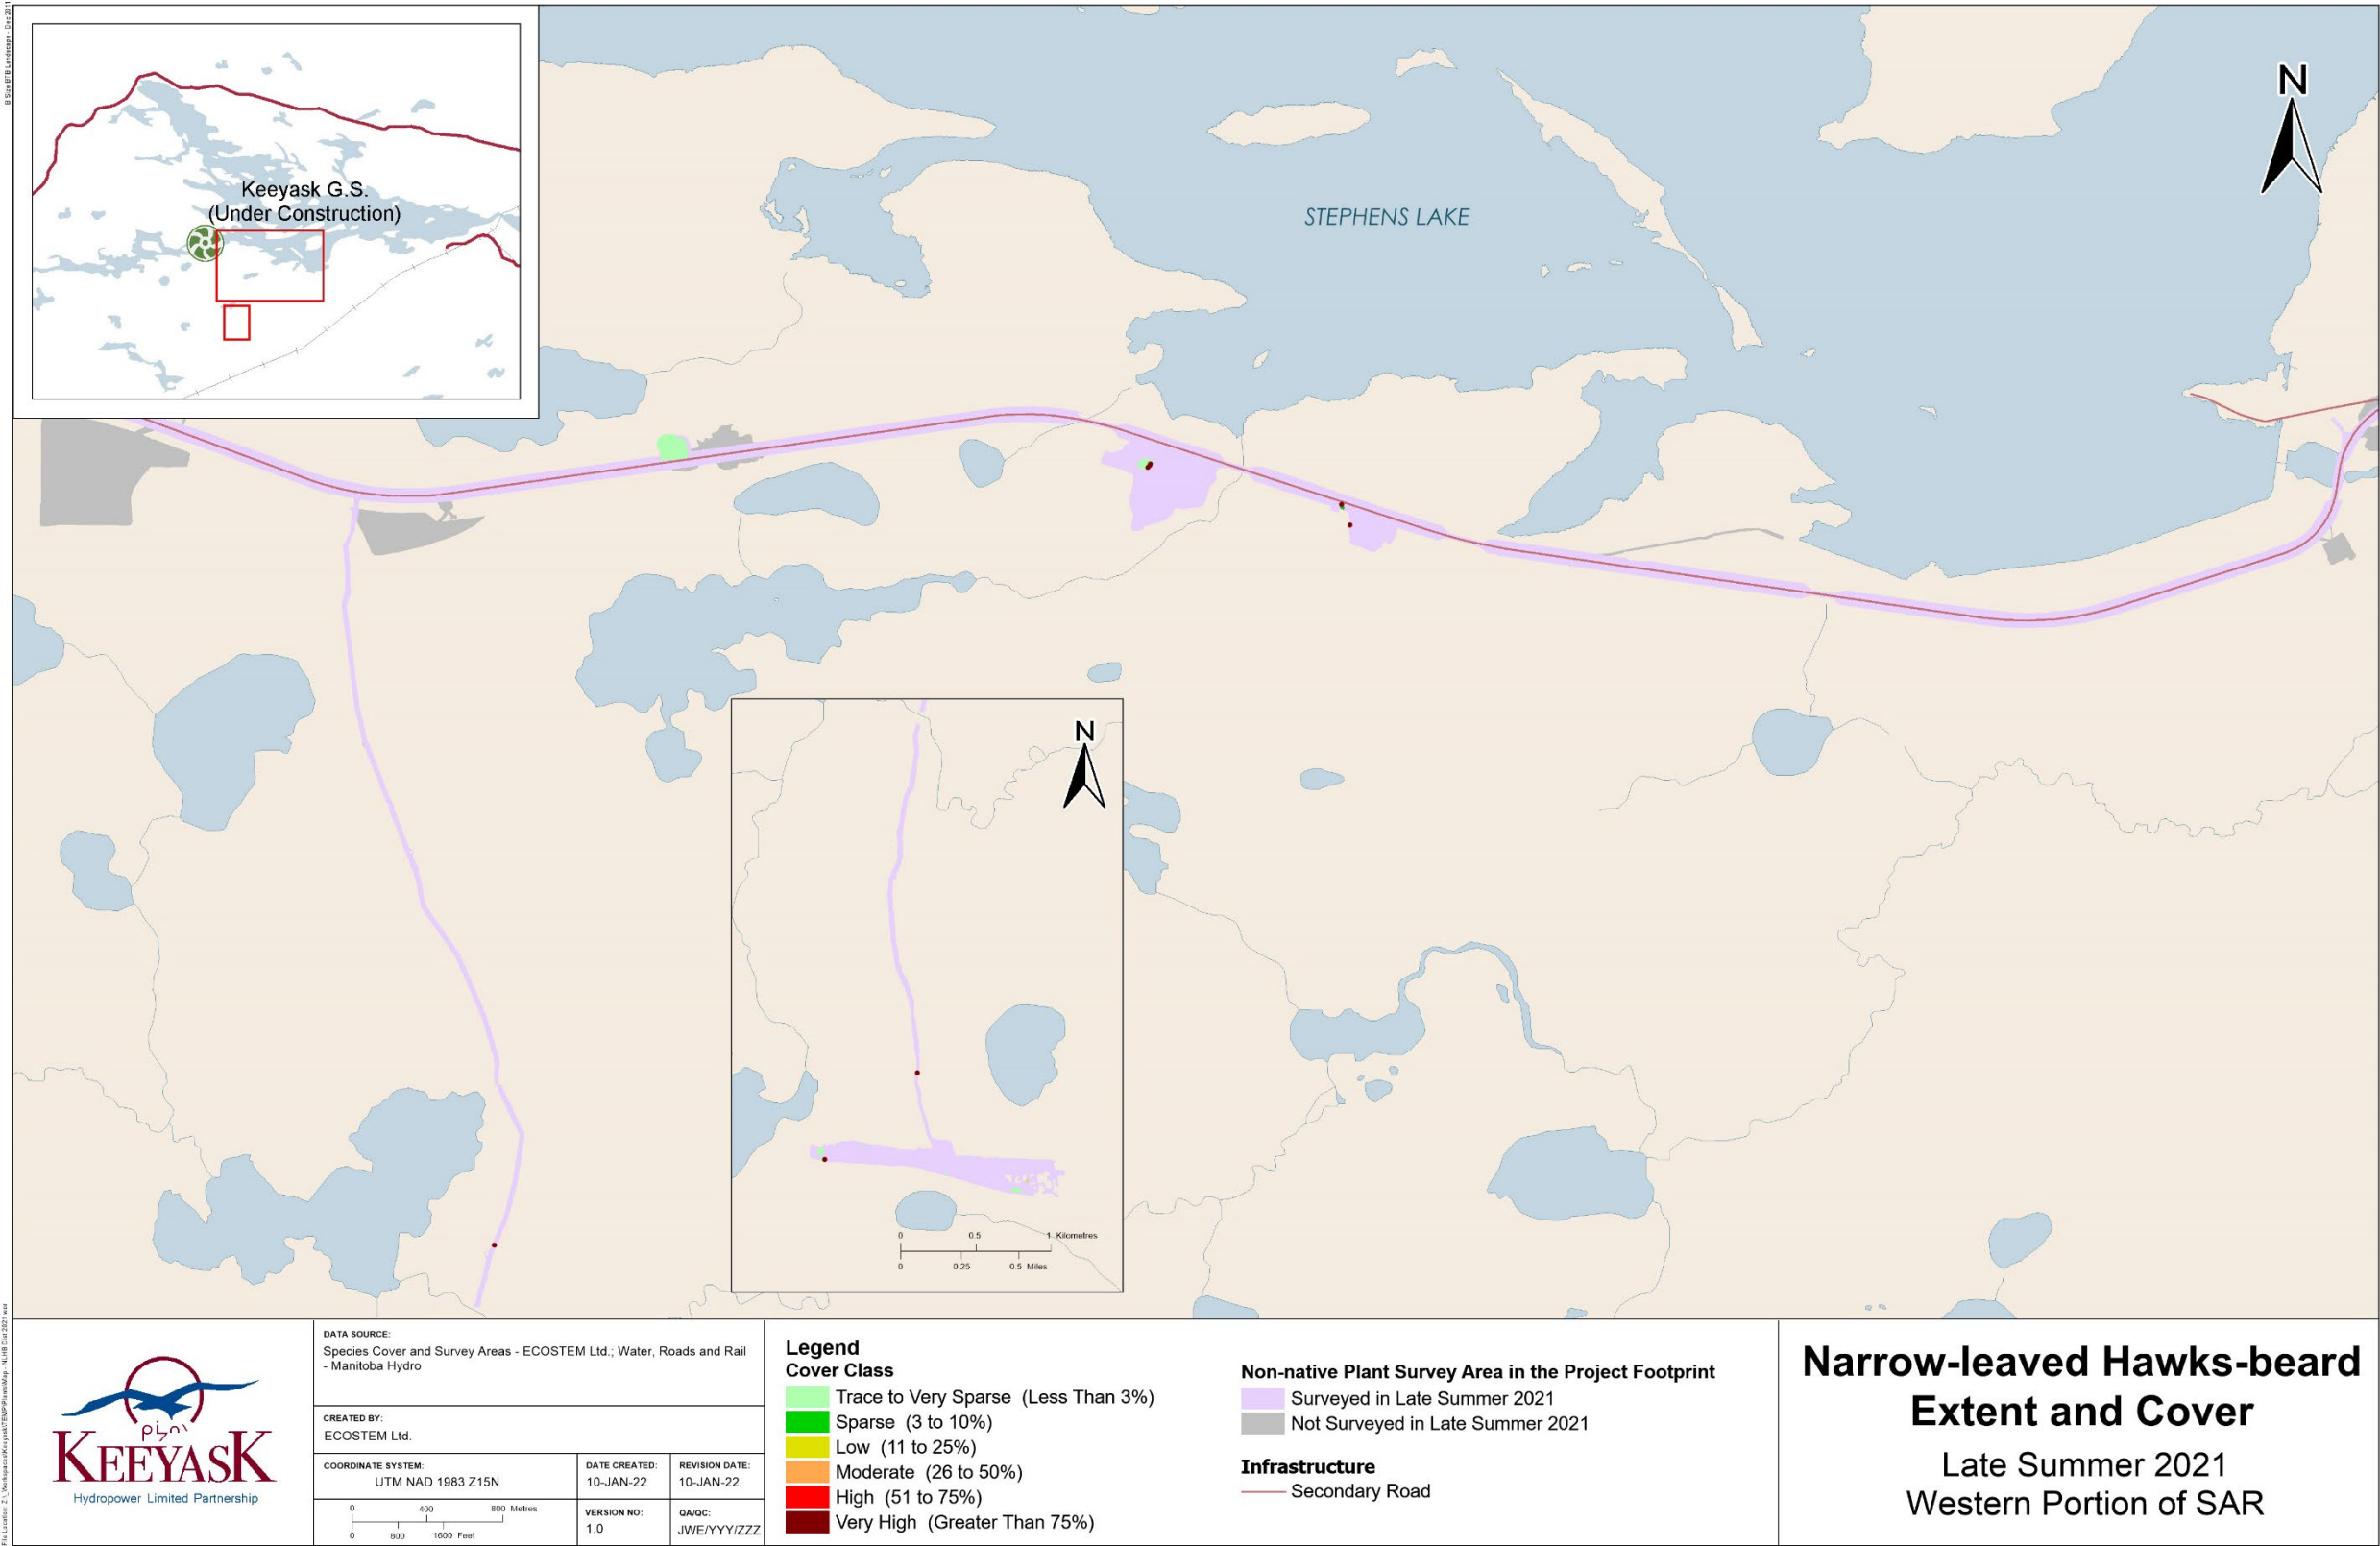 B Size BTB Landscape - Dec 2011
Keeyask G.S.
(Under Construction)
N
STEPHENS LAKE
N
0 0.5 1 Kilometres
0 0.25 0.5 Miles
KEEYASK
Hydropower Limited Partnership
DATA SOURCE:
Species Cover and Survey Areas - ECOSTEM Ltd.; Water, Roads and Rail
- Manitoba Hydro
CREATED BY:
ECOSTEM Ltd.
COORDINATE SYSTEM:
UTM NAD 1983 Z15N
DATE CREATED:
10-JAN-22
REVISION DATE:
10-JAN-22
0 400 800 Metres
0 800 1600 Feet
VERSION NO:
1.0
QA/QC:
JWE/YYY/ZZZ
Legend
Cover Class
Trace to Very Sparse (Less Than 3%)
Sparse (3 to 10%)
Low (11 to 25%)
Moderate (26 to 50%)
High (51 to 75%)
Very High (Greater Than 75%)
Non-native Plant Survey Area in the Project Footprint
Surveyed in Late Summer 2021
Not Surveyed in Late Summer 2021
Infrastructure
Secondary Road
Narrow-leaved Hawks-beard
Extent and Cover
Late Summer 2021
Western Portion of SAR